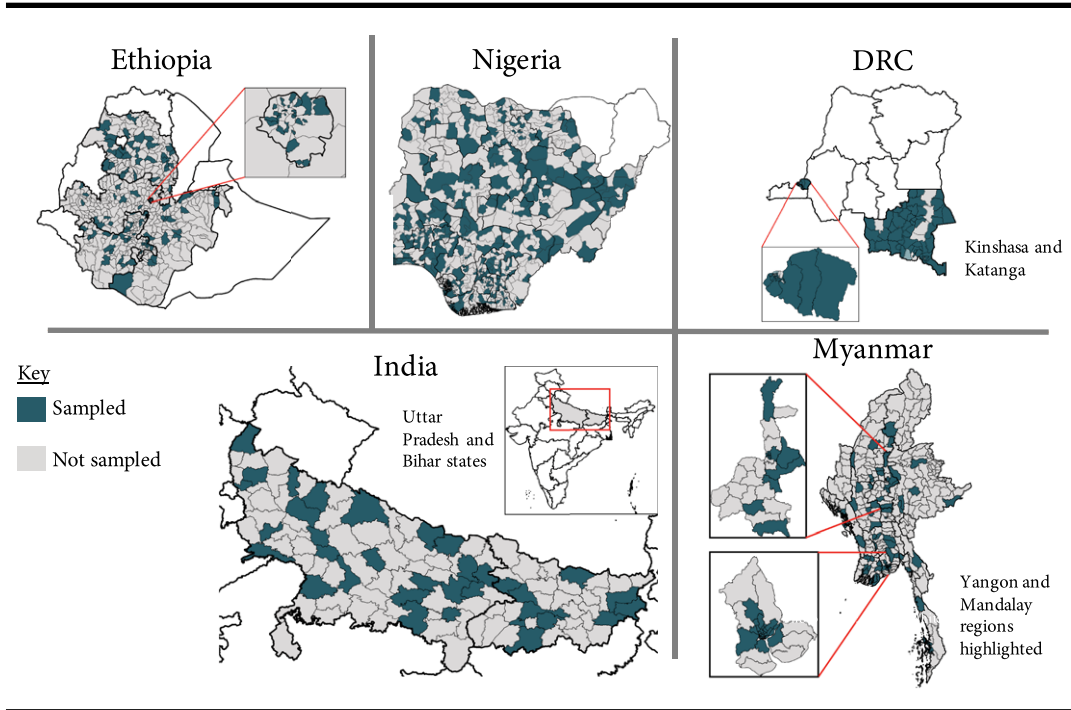 Ethiopia
Nigeria
DRC
Kinshasa and
Katanga
India
Myanmar
Key
Sampled
Not sampled
Uttar
Pradesh and
Bihar states
Yangon and
Mandalay
regions
highlighted